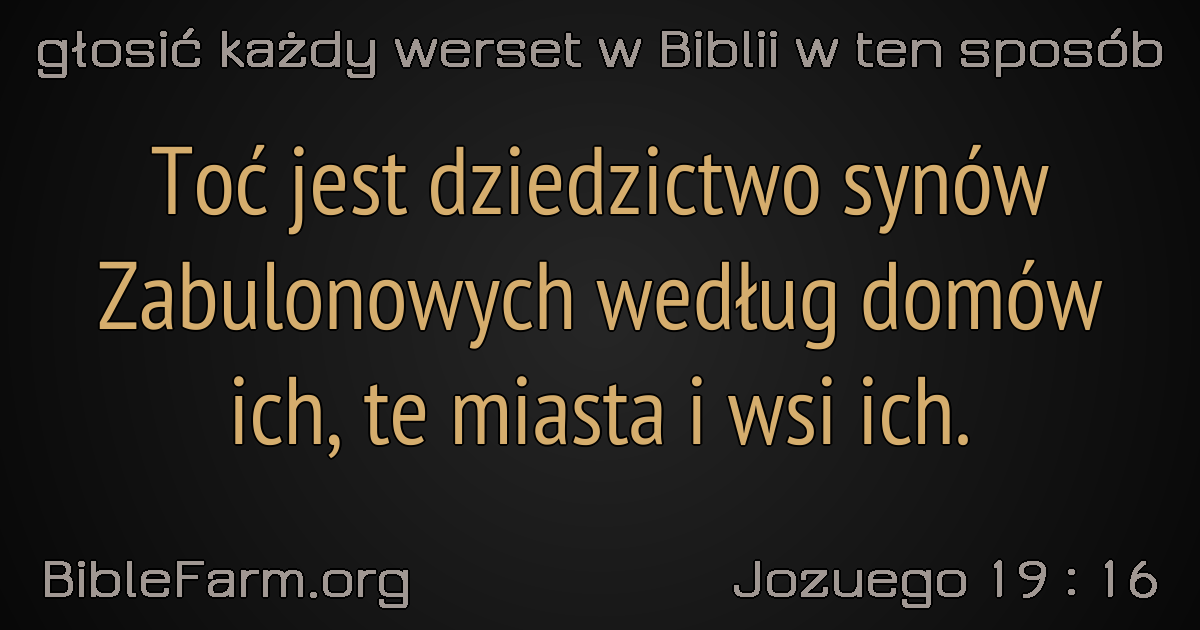 głosić każdy werset w Biblii w ten sposób
Toć jest dziedzictwo synów
Zabulonowych według domów
ich, te miasta i wsi ich.
BibleFarm.org
Jozuego 19 : 16